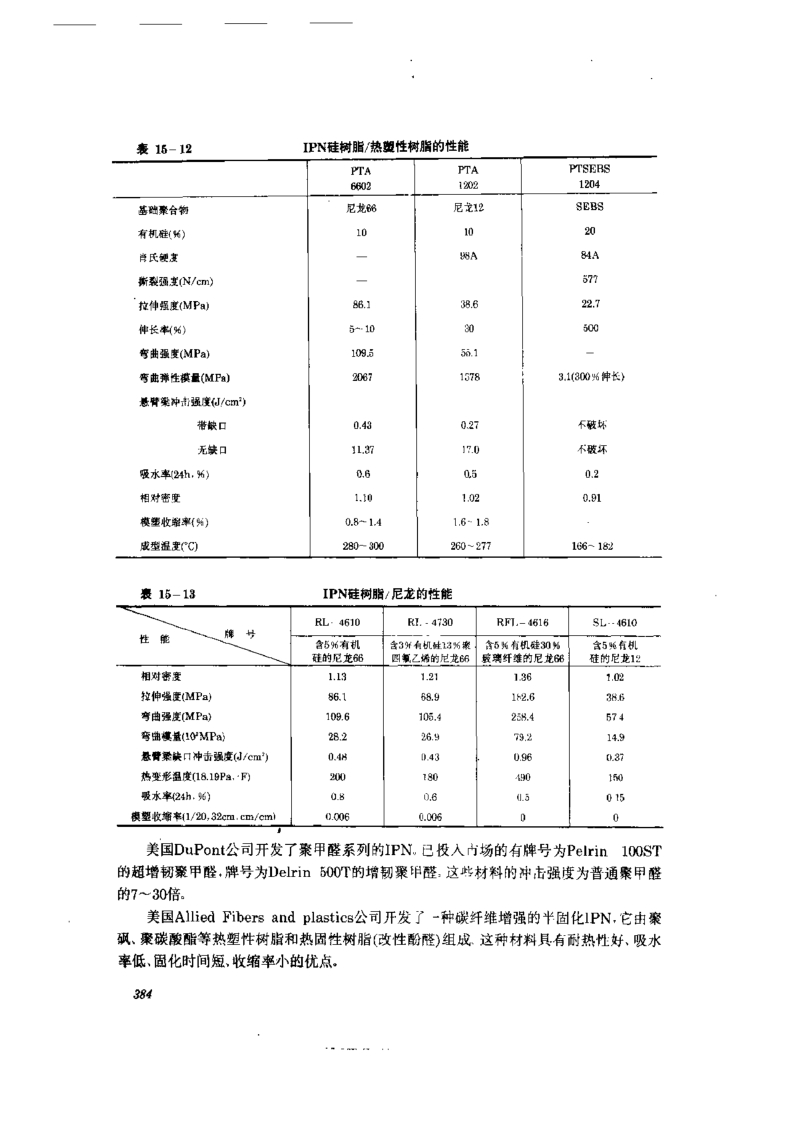 表 15-12 IPN硅树脂/热塑性树脂的性能
PTA PTA PTSEBS
6602 1202 1204
基础聚合物 尼龙66 尼龙12 SEBS
有机硅(%) 10 10 20
肖氏硬度 — 98A 84A
撕裂强度(N/cm) — 577
拉伸强度(MPa) 86.1 38.6 22.7
伸长率(%) 5~10 30 500
弯曲强度(MPa) 109.5 55.1 —
弯曲弹性模量(MPa) 2067 1378 3.1(300%伸长)
悬臂梁冲击强度(J/cm²)
带缺口 0.43 0.27 不破坏
无缺口 11.37 17.0 不破坏
吸水率(24h,%) 0.6 0.5 0.2
相对密度 1.10 1.02 0.91
模塑收缩率(%) 0.8~1.4 1.6~1.8 -
成型温度(℃) 280~300 260~277 166~182
表 15-13 IPN硅树脂/尼龙的性能
性 能 牌 号 RL-4610 RL-4730 RFL-4616 SL-4610
含5%有机 含3%有机硅13%聚 含5%有机硅30% 含5%有机
硅的尼龙66 四氟乙烯的尼龙66 玻璃纤维的尼龙66 硅的尼龙12
相对密度 1.13 1.21 1.36 1.02
拉伸强度(MPa) 86.1 68.9 182.6 38.6
弯曲强度(MPa) 109.6 105.4 258.4 57.4
弯曲模量(10²MPa) 28.2 26.9 79.2 14.9
悬臂梁缺口冲击强度(J/cm²) 0.48 0.43 0.96 0.37
热变形温度(18.19Pa,°F) 200 180 490 150
吸水率(24h,%) 0.8 0.6 0.5 0.15
模塑收缩率(1/20,32cm,cm/cm) 0.006 0.006 0 0
美国DuPont公司开发了聚甲醛系列的IPN。已投入市场的有牌号为Pelrin 100ST
的超增韧聚甲醛,牌号为Delrin 500T的增韧聚甲醛。这些材料的冲击强度为普通聚甲醛
的7~30倍。
美国Allied Fibers and plastics公司开发了一种碳纤维增强的半固化IPN,它由聚
砜、聚碳酸酯等热塑性树脂和热固性树脂(改性酚醛)组成。这种材料具有耐热性好、吸水
率低、固化时间短、收缩率小的优点。
384